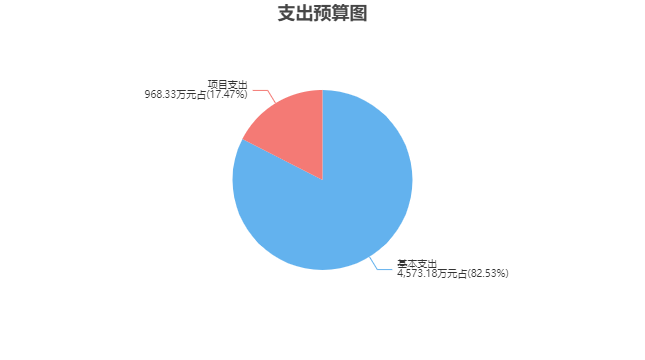 支出预算图
项目支出
968.33万元占(17.47%)
基本支出
4,573.18万元占(82.53%)